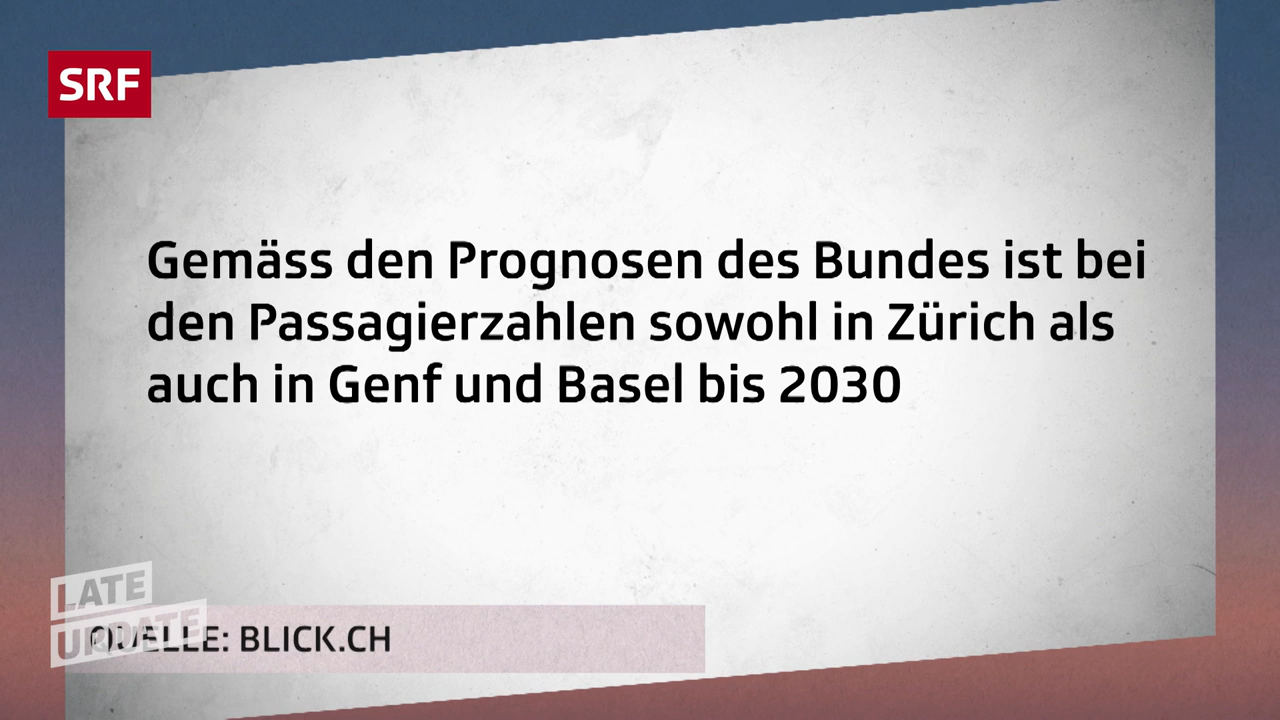 SRF
Gemäss den Prognosen des Bundes ist bei
den Passagierzahlen sowohl in Zürich als
auch in Genf und Basel bis 2030
LATE
UPDATE
QUELLE: BLICK.CH